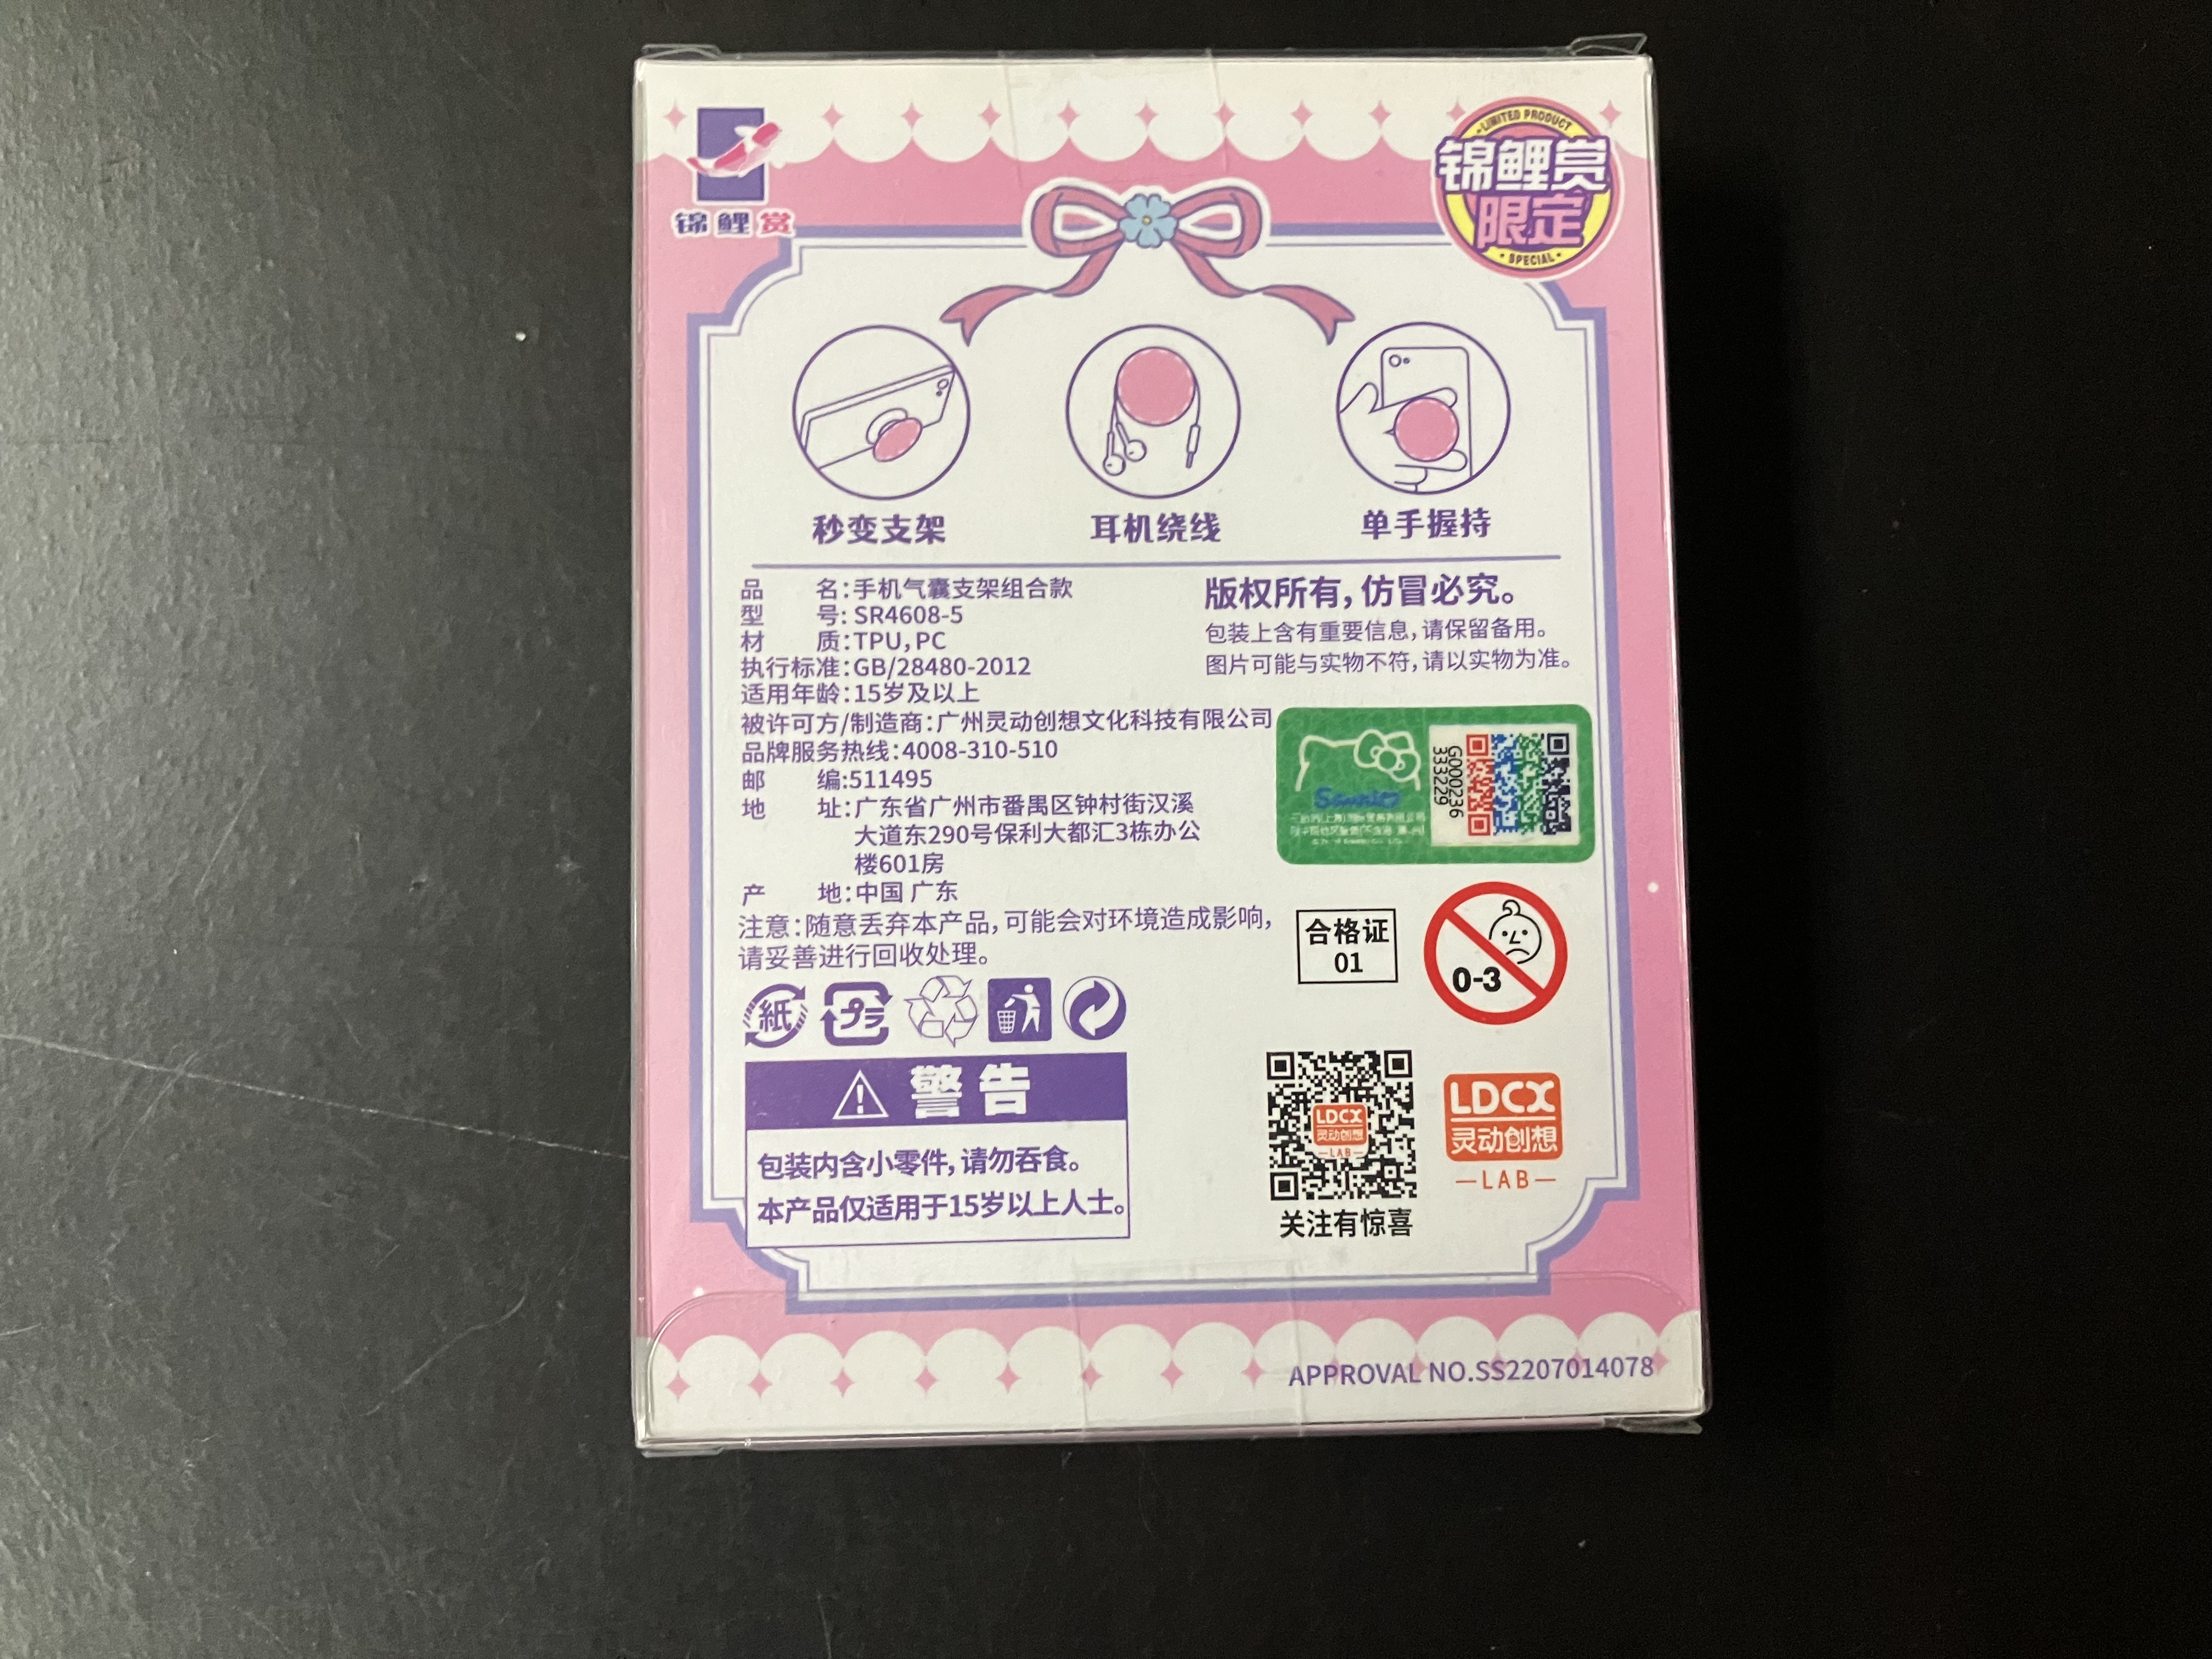 锦鲤赏
LIMITED PRODUCT
锦鲤赏
限定
SPECIAL
秒变支架
耳机绕线
单手握持
品名:手机气囊支架组合款
型号:SR4608-5
材质:TPU,PC
执行标准:GB/28480-2012
适用年龄:15岁及以上
被许可方/制造商:广州灵动创想文化科技有限公司
品牌服务热线:4008-310-510
邮编:511495
地址:广东省广州市番禺区钟村街汉溪
大道东290号保利大都汇3栋办公
楼601房
产地:中国 广东
注意:随意丢弃本产品,可能会对环境造成影响,
请妥善进行回收处理。
版权所有,仿冒必究。
包装上含有重要信息,请保留备用。
图片可能与实物不符,请以实物为准。
Sanrio
G000236
333229
合格证
01
0-3
紙
プラ
警告
包装内含小零件,请勿吞食。
本产品仅适用于15岁以上人士。
LDCX
灵动创想
LAB
关注有惊喜
LDCX
灵动创想
LAB
APPROVAL NO.SS2207014078